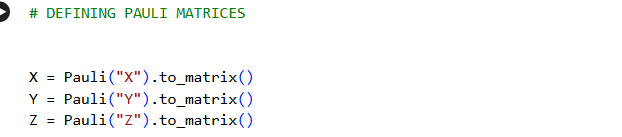 # DEFINING PAULI MATRICES
X = Pauli("X").to_matrix()
Y = Pauli("Y").to_matrix()
Z = Pauli("Z").to_matrix()